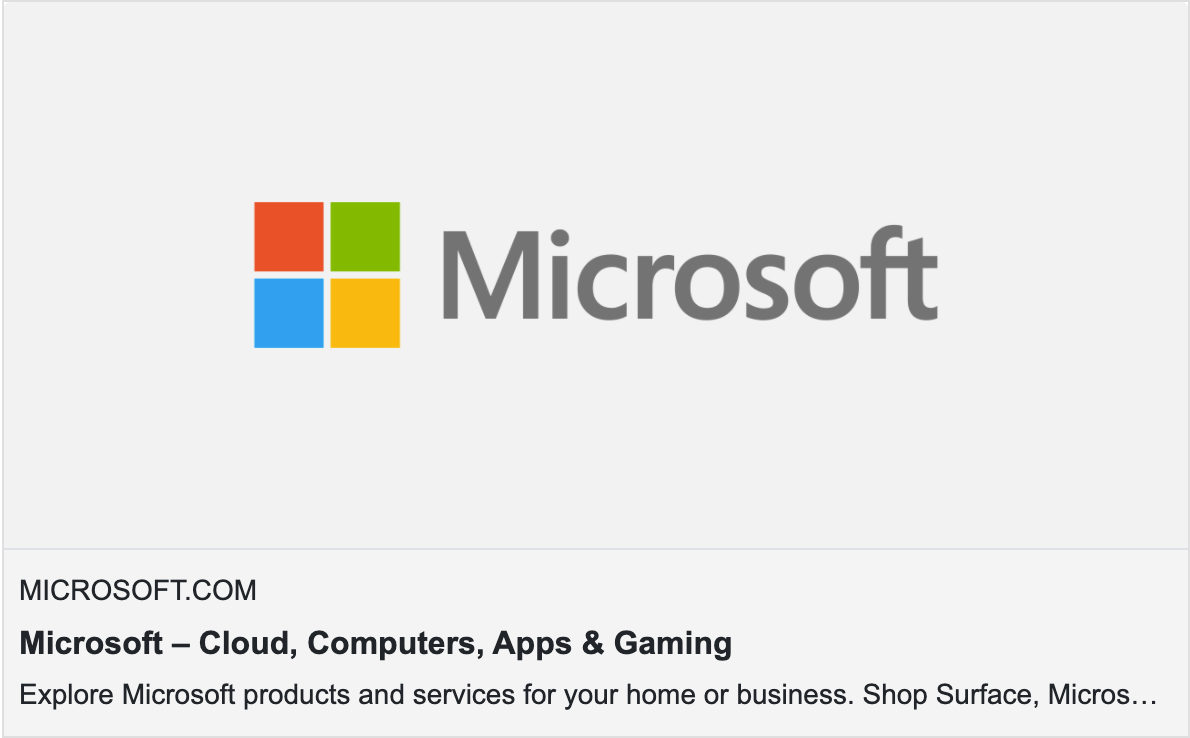 Microsoft
MICROSOFT.COM
Microsoft – Cloud, Computers, Apps & Gaming
Explore Microsoft products and services for your home or business. Shop Surface, Micros…